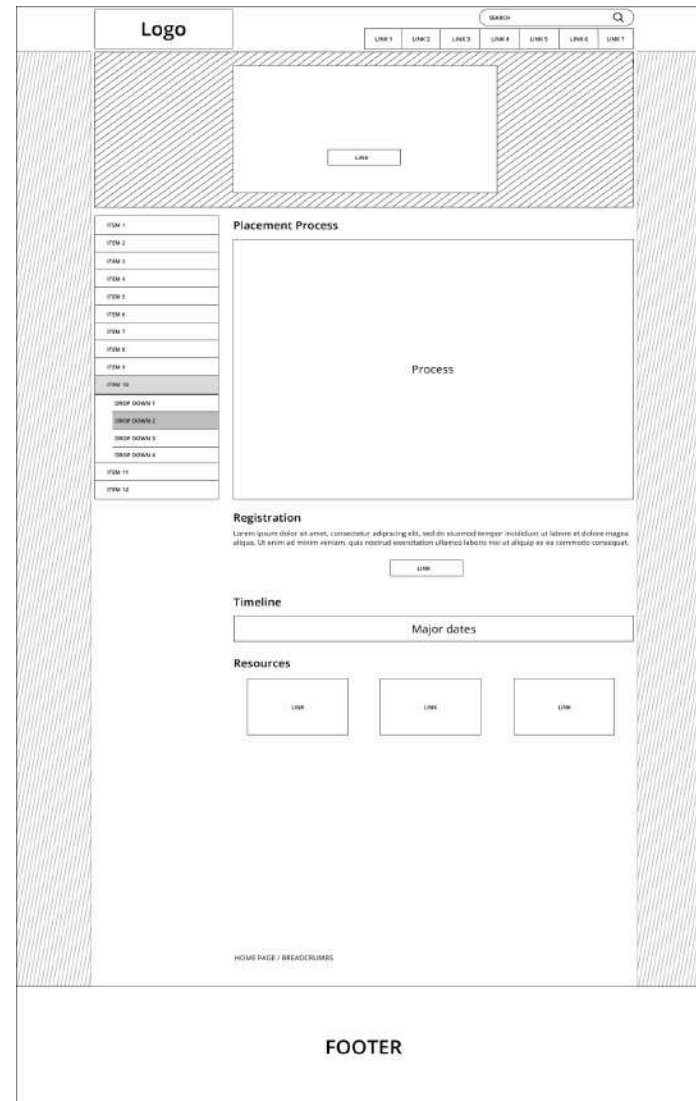 Logo
SEARCH
LINK 1 LINK 2 LINK 3 LINK 4 LINK 5 LINK 6 LINK 7
LINK
ITEM 1
ITEM 2
ITEM 3
ITEM 4
ITEM 5
ITEM 6
ITEM 7
ITEM 8
ITEM 9
ITEM 10
DROP DOWN 1
DROP DOWN 2
DROP DOWN 3
DROP DOWN 4
ITEM 11
ITEM 12
Placement Process
Process
Registration
Lorem ipsum dolor sit amet, consectetur adipiscing elit, sed do eiusmod tempor incididunt ut labore et dolore magna
aliqua. Ut enim ad minim veniam, quis nostrud exercitation ullamco laboris nisi ut aliquip ex ea commodo consequat.
LINK
Timeline
Major dates
Resources
LINK LINK LINK
HOME PAGE / BREADCRUMBS
FOOTER